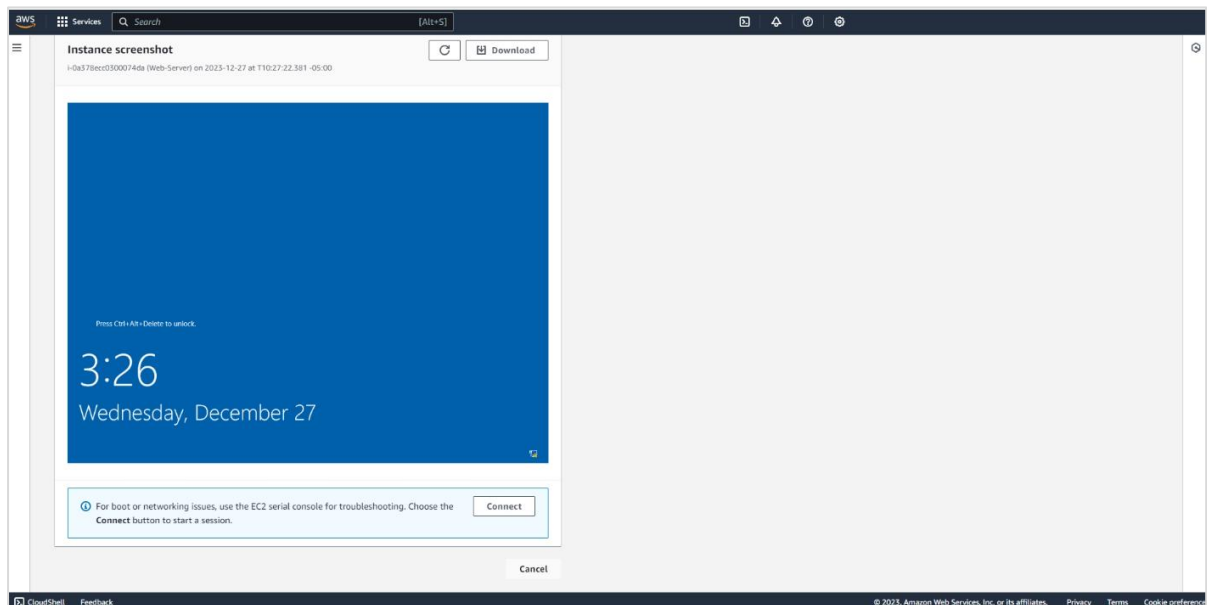 aws Services Search [Alt+S]
Instance screenshot
Download
i-0a378ecc0300074da (Web-Server) on 2023-12-27 at T10:27:22.381 -05:00
Press Ctrl+Alt+Delete to unlock.
3:26
Wednesday, December 27
For boot or networking issues, use the EC2 serial console for troubleshooting. Choose the
Connect button to start a session.
Connect
Cancel
CloudShell Feedback © 2023, Amazon Web Services, Inc. or its affiliates. Privacy Terms Cookie preference